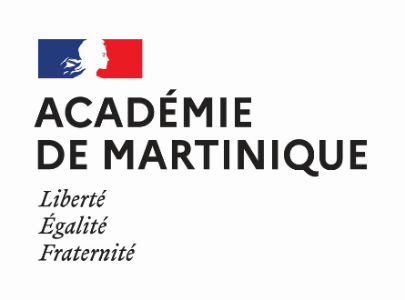 ACADÉMIE
DE MARTINIQUE
Liberté
Égalité
Fraternité